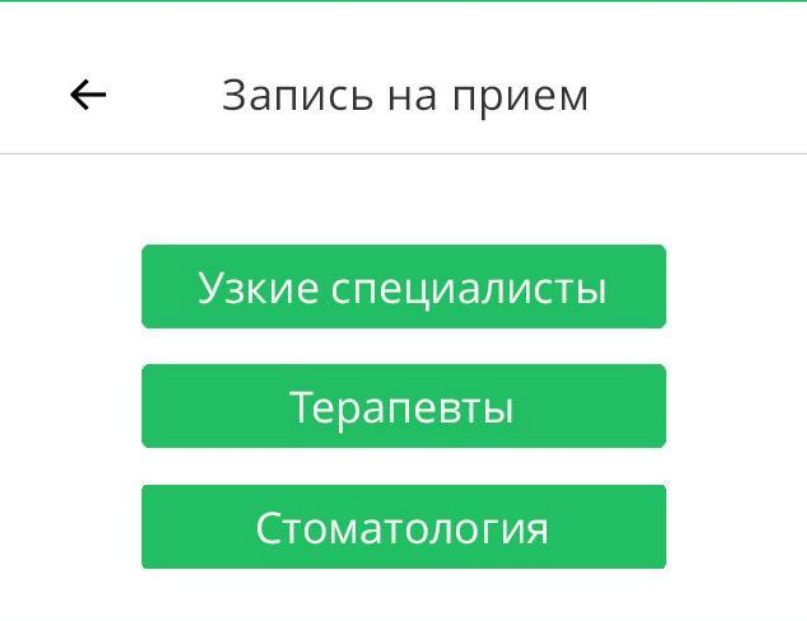 Запись на прием
Узкие специалисты
Терапевты
Стоматология